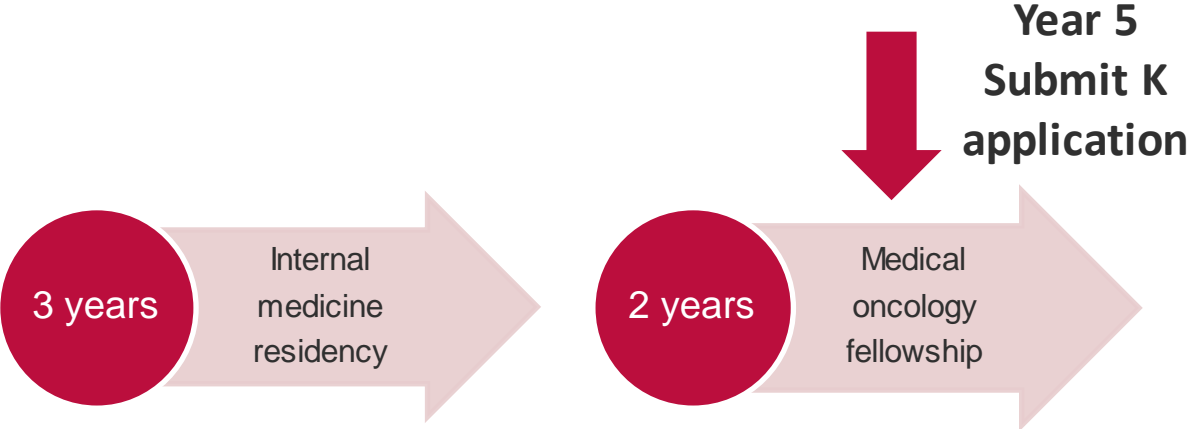 Year 5
Submit K
application
3 years
Internal
medicine
residency
2 years
Medical
oncology
fellowship